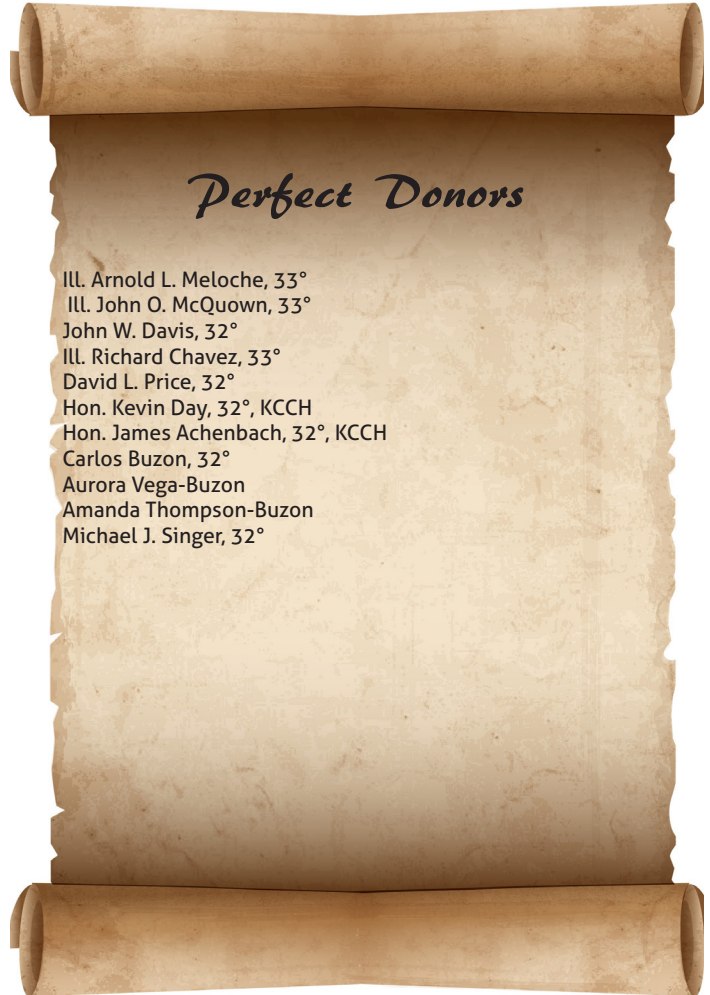 Perfect Donors
Ill. Arnold L. Meloche, 33°
Ill. John O. McQuown, 33°
John W. Davis, 32°
Ill. Richard Chavez, 33°
David L. Price, 32°
Hon. Kevin Day, 32°, KCCH
Hon. James Achenbach, 32°, KCCH
Carlos Buzon, 32°
Aurora Vega-Buzon
Amanda Thompson-Buzon
Michael J. Singer, 32°